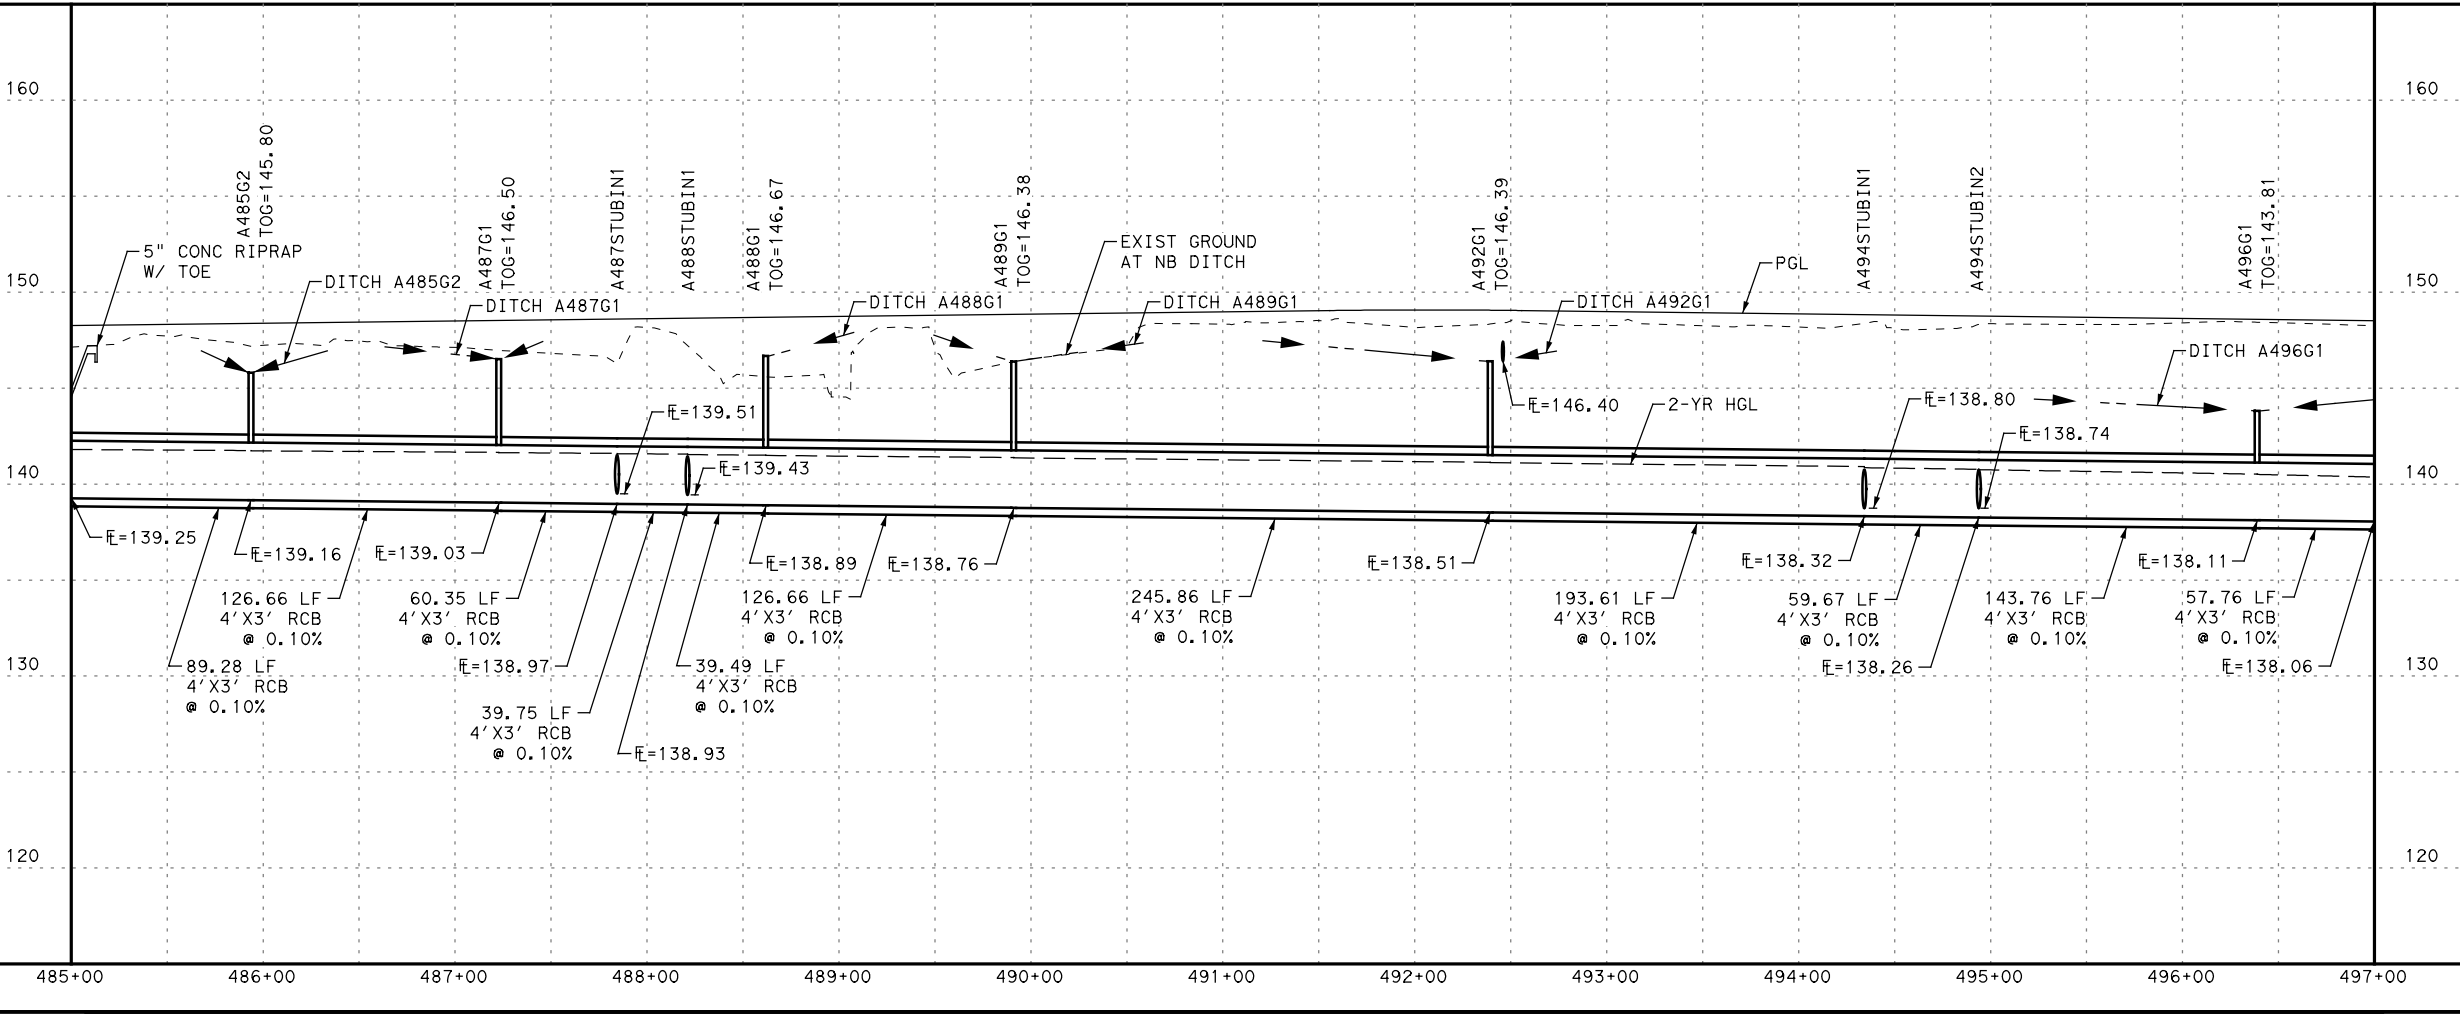 160
160
150
150
140
140
130
130
120
120
A485G2
TOG=145.80
A487G1
TOG=146.50
A487STUBIN1
A488STUBIN1
A488G1
TOG=146.67
A489G1
TOG=146.38
A492G1
TOG=146.39
A494STUBIN1
A494STUBIN2
A496G1
TOG=143.81
5" CONC RIPRAP
W/ TOE
DITCH A485G2
DITCH A487G1
DITCH A488G1
EXIST GROUND
AT NB DITCH
DITCH A489G1
DITCH A492G1
PGL
DITCH A496G1
FL=139.51
FL=139.43
FL=146.40
2-YR HGL
FL=138.80
FL=138.74
FL=139.25
FL=139.16
FL=139.03
FL=138.89
FL=138.76
FL=138.51
FL=138.32
FL=138.11
126.66 LF
4'X3' RCB
@ 0.10%
60.35 LF
4'X3' RCB
@ 0.10%
126.66 LF
4'X3' RCB
@ 0.10%
245.86 LF
4'X3' RCB
@ 0.10%
193.61 LF
4'X3' RCB
@ 0.10%
59.67 LF
4'X3' RCB
@ 0.10%
143.76 LF
4'X3' RCB
@ 0.10%
57.76 LF
4'X3' RCB
@ 0.10%
89.28 LF
4'X3' RCB
@ 0.10%
FL=138.97
39.49 LF
4'X3' RCB
@ 0.10%
FL=138.26
FL=138.06
39.75 LF
4'X3' RCB
@ 0.10%
FL=138.93
485+00
486+00
487+00
488+00
489+00
490+00
491+00
492+00
493+00
494+00
495+00
496+00
497+00